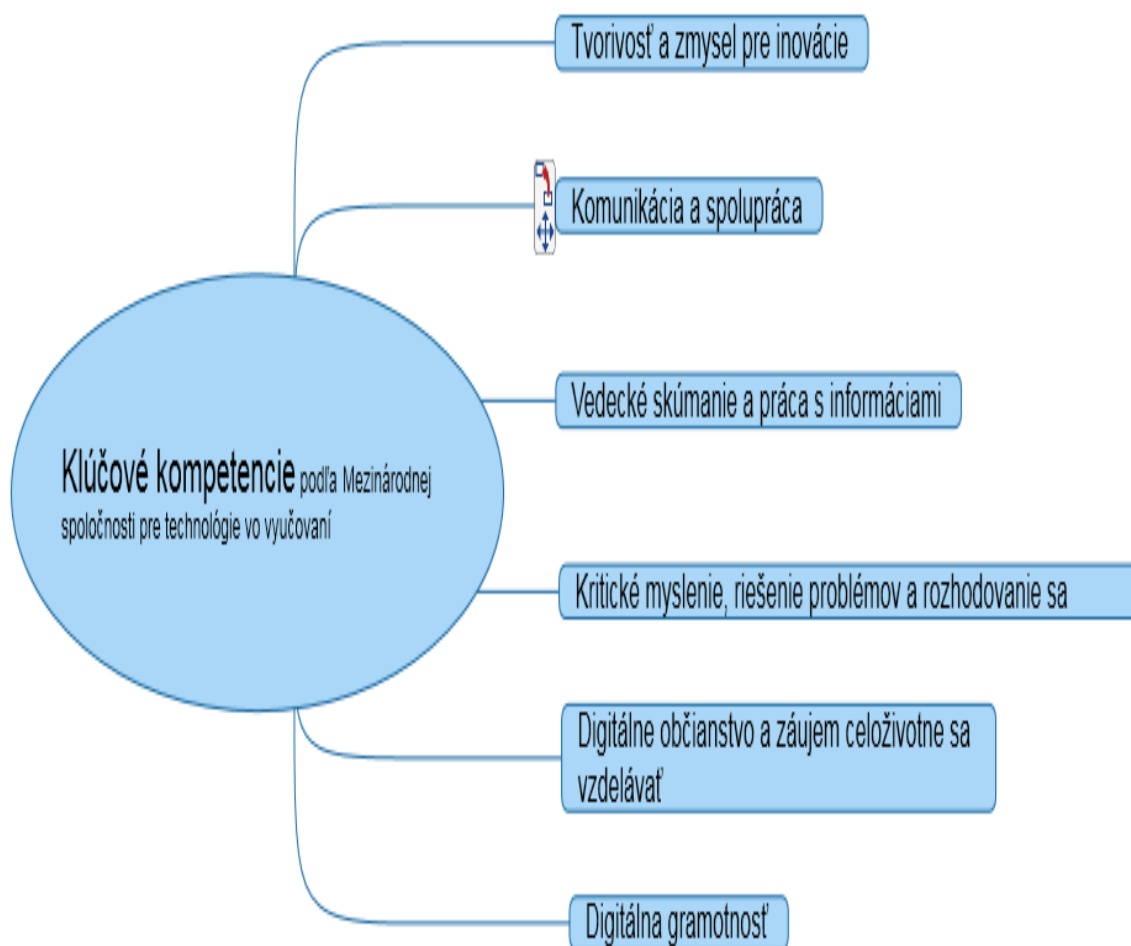 Tvorivosť a zmysel pre inovácie
Komunikácia a spolupráca
Vedecké skúmanie a práca s informáciami
Klúčové kompetencie podľa Mezinárodnej
spoločnosti pre technológie vo vyučovaní
Kritické myslenie, riešenie problémov a rozhodovanie sa
Digitálne občianstvo a záujem celoživotne sa
vzdelávať
Digitálna gramotnosť